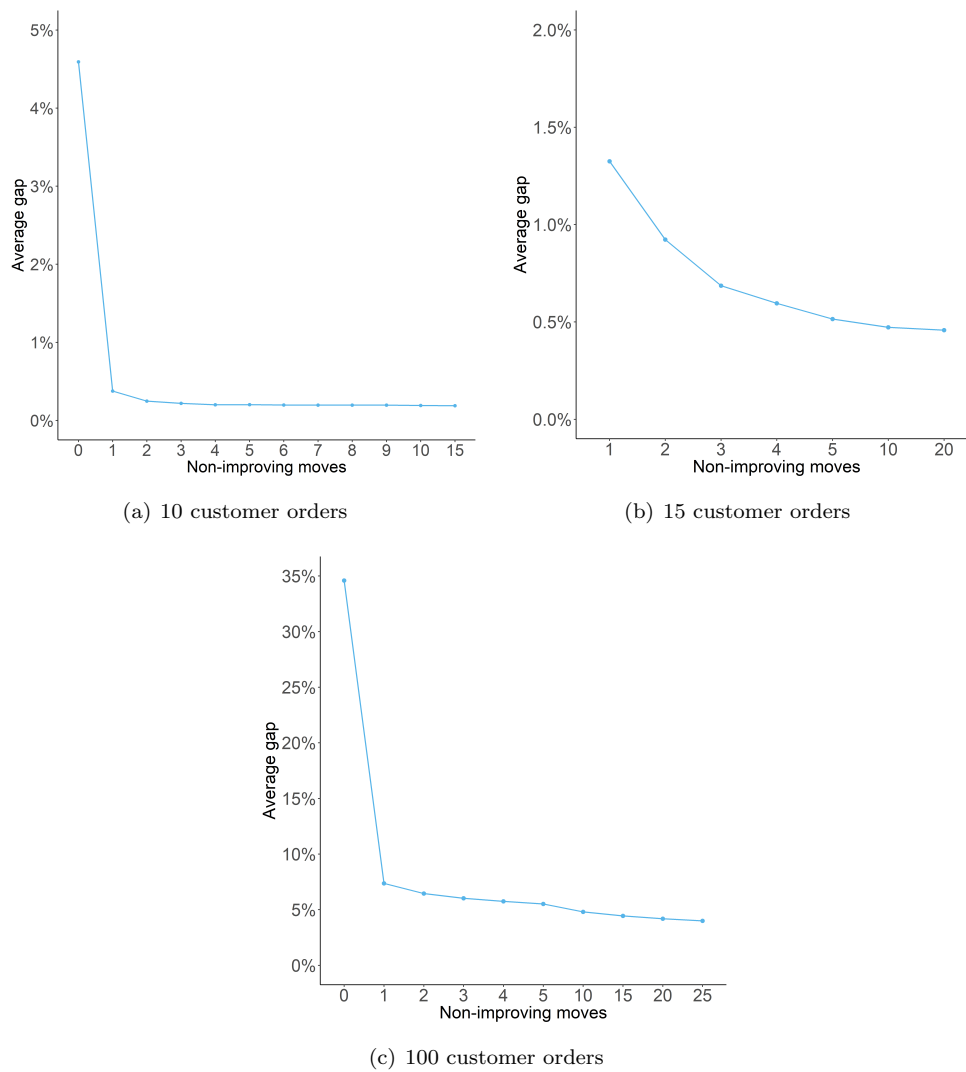 5%
4%
3%
2%
1%
0%
Average gap
0 1 2 3 4 5 6 7 8 9 10 15
Non-improving moves
(a) 10 customer orders
2.0%
1.5%
1.0%
0.5%
0.0%
Average gap
1 2 3 4 5 10 20
Non-improving moves
(b) 15 customer orders
35%
30%
25%
20%
15%
10%
5%
0%
Average gap
0 1 2 3 4 5 10 15 20 25
Non-improving moves
(c) 100 customer orders